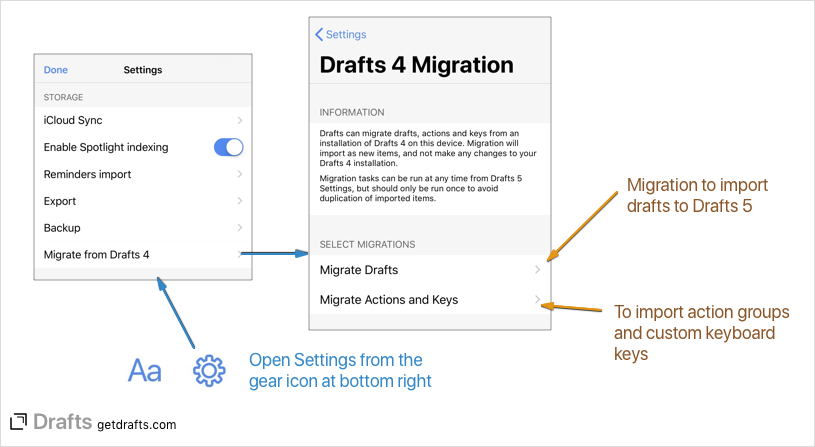 Done
Settings
STORAGE
iCloud Sync
Enable Spotlight indexing
Reminders import
Export
Backup
Migrate from Drafts 4
Settings
Drafts 4 Migration
INFORMATION
Drafts can migrate drafts, actions and keys from an
installation of Drafts 4 on this device. Migration will
import as new items, and not make any changes to your
Drafts 4 installation.
Migration tasks can be run at any time from Drafts 5
Settings, but should only be run once to avoid
duplication of imported items.
SELECT MIGRATIONS
Migrate Drafts
Migrate Actions and Keys
Migration to import
drafts to Drafts 5
To import action groups
and custom keyboard
keys
Aa
Open Settings from the
gear icon at bottom right
Drafts getdrafts.com